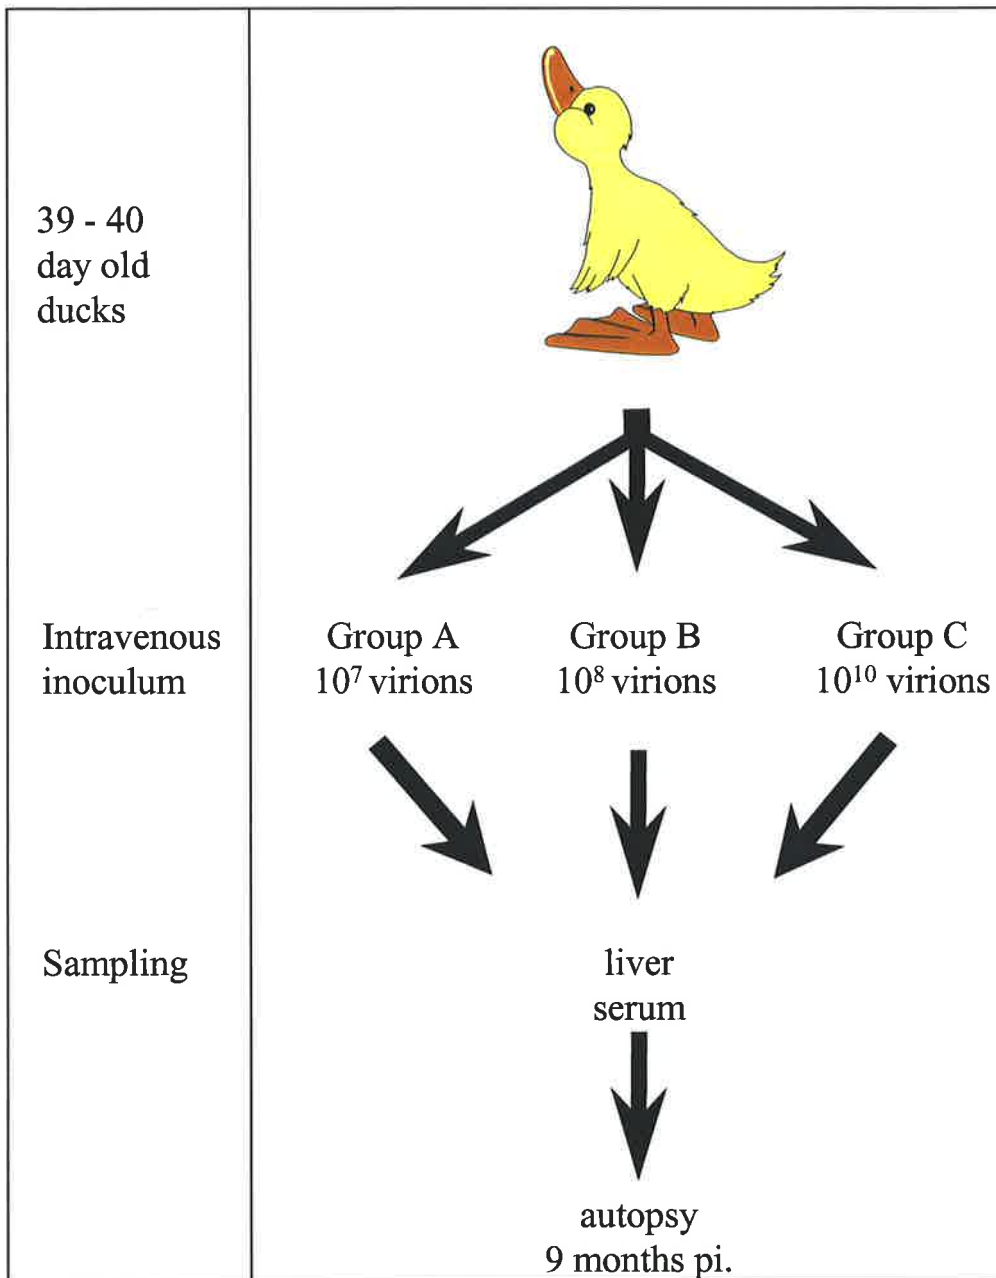 39 - 40
day old
ducks
Intravenous
inoculum
Group A
10⁷ virions
Group B
10⁸ virions
Group C
10¹⁰ virions
Sampling
liver
serum
autopsy
9 months pi.